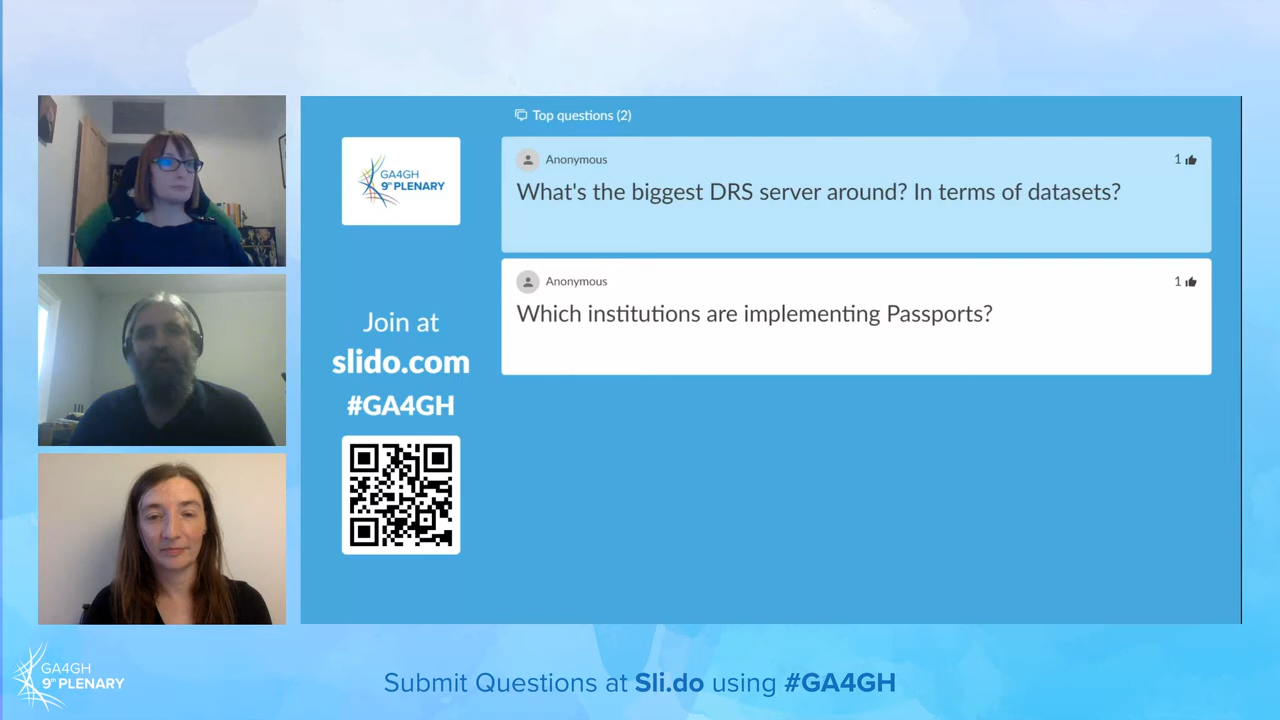 Top questions (2)
GA4GH
9th PLENARY
Anonymous
1
What's the biggest DRS server around? In terms of datasets?
Anonymous
1
Which institutions are implementing Passports?
Join at
slido.com
#GA4GH
GA4GH
9th PLENARY
Submit Questions at Sli.do using #GA4GH